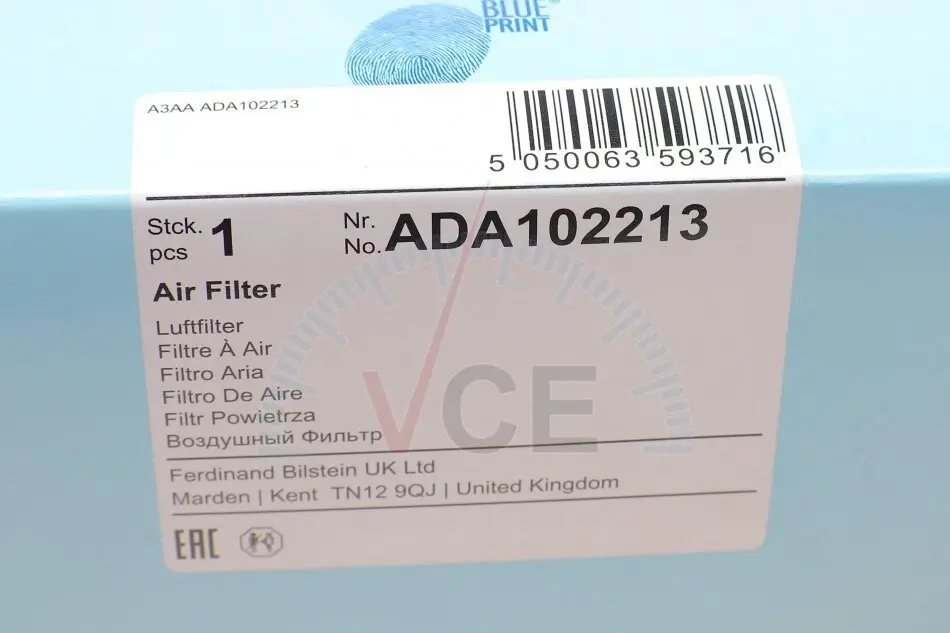 BLUE
PRINT
A3AA ADA102213
5 050063 593716
Stck.
pcs
1
Nr.
No.
ADA102213
Air Filter
Luftfilter
Filtre À Air
Filtro Aria
Filtro De Aire
Filtr Powietrza
Воздушный Фильтр
VCE
Ferdinand Bilstein UK Ltd
Marden | Kent TN12 9QJ | United Kingdom
EAC